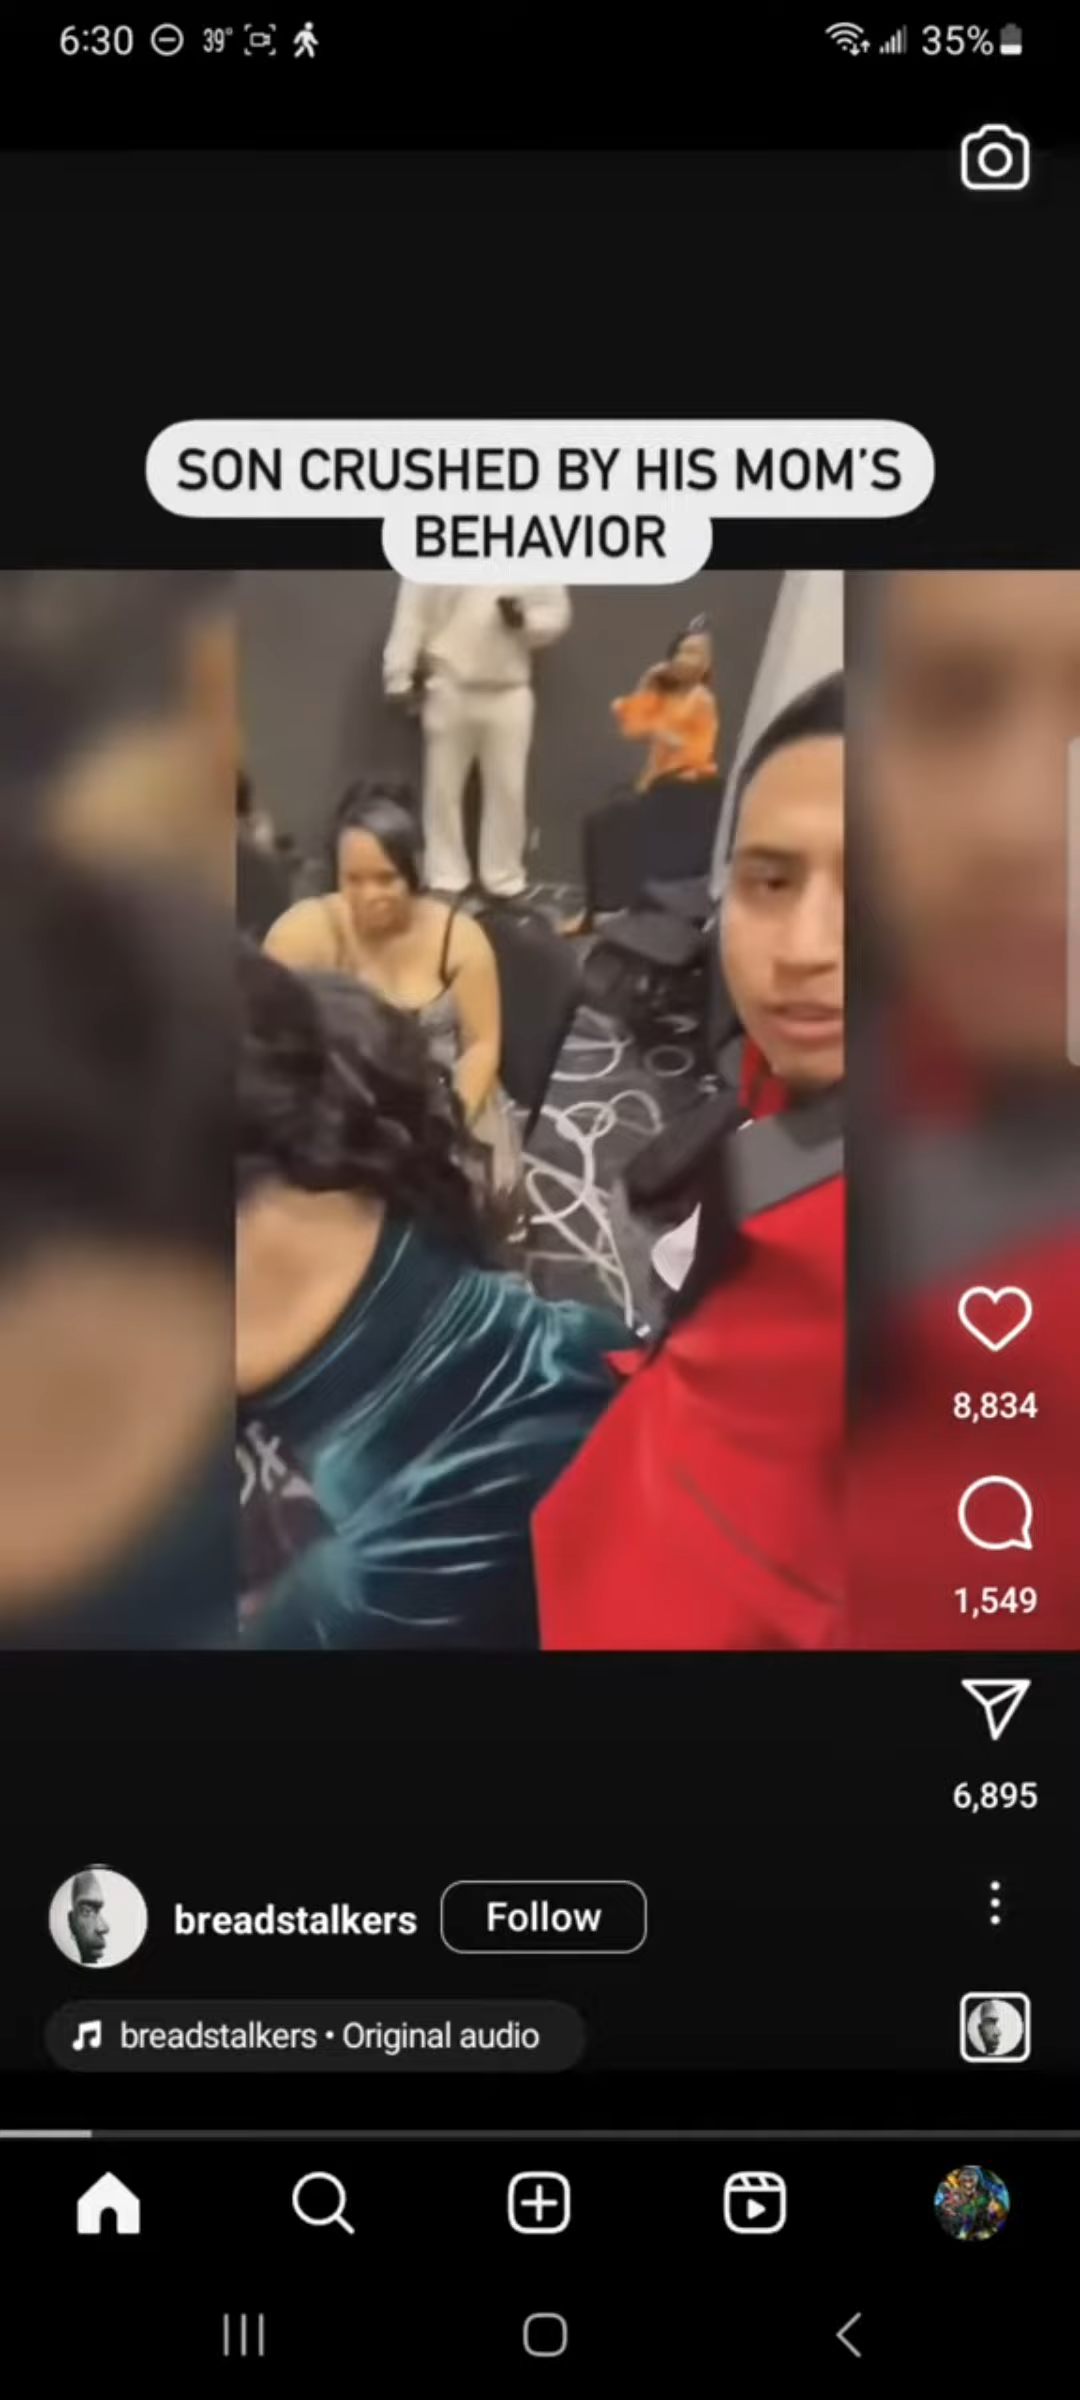 6:30 39°
35%
SON CRUSHED BY HIS MOM'S
BEHAVIOR
8,834
1,549
6,895
breadstalkers Follow
breadstalkers • Original audio